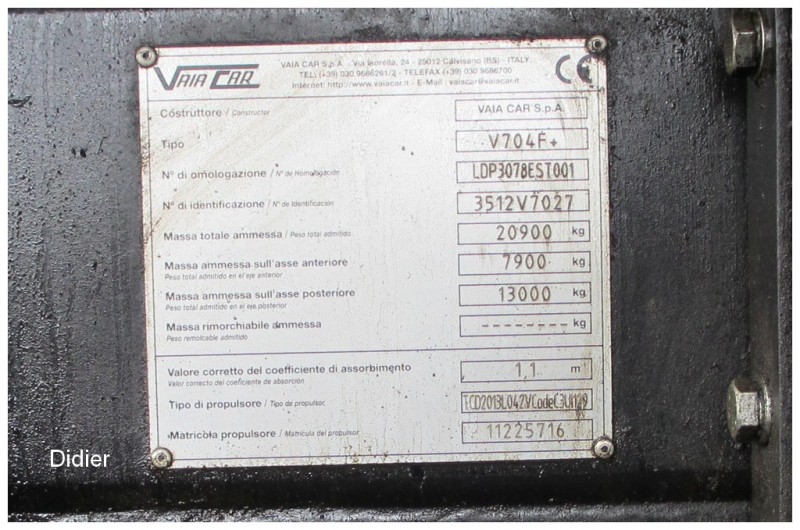 VAIA CAR
VAIA CAR S.p.A. - Via Isorella, 24 - 25012 Calvisano (BS) - ITALY
TEL. (+39) 030 9686261/2 - TELEFAX (+39) 030 9686700
Internet: http://www.vaiacar.it - E-Mail: vaiacar@vaiacar.it
CE
Costruttore / Constructor VAIA CAR S.p.A.
Tipo V704F+
N° di omologazione / N° de Homologación LDP3078EST001
N° di identificazione / N° de Identificación 3512V7027
Massa totale ammessa / Peso total admitido 20900 kg
Massa ammessa sull'asse anteriore 7900 kg
Peso total admitido en el eje anterior
Massa ammessa sull'asse posteriore 13000 kg
Peso total admitido en el eje posterior
Massa rimorchiabile ammessa -------- kg
Peso remolcable admitido
Valore corretto del coefficiente di assorbimento 1,1 m⁻¹
Valor correcto del coeficiente de absorción
Tipo di propulsore / Tipo de propulsor TCD2013L042VCodeC3UI129
Matricola propulsore / Matrícula del propulsor 11225716
Didier